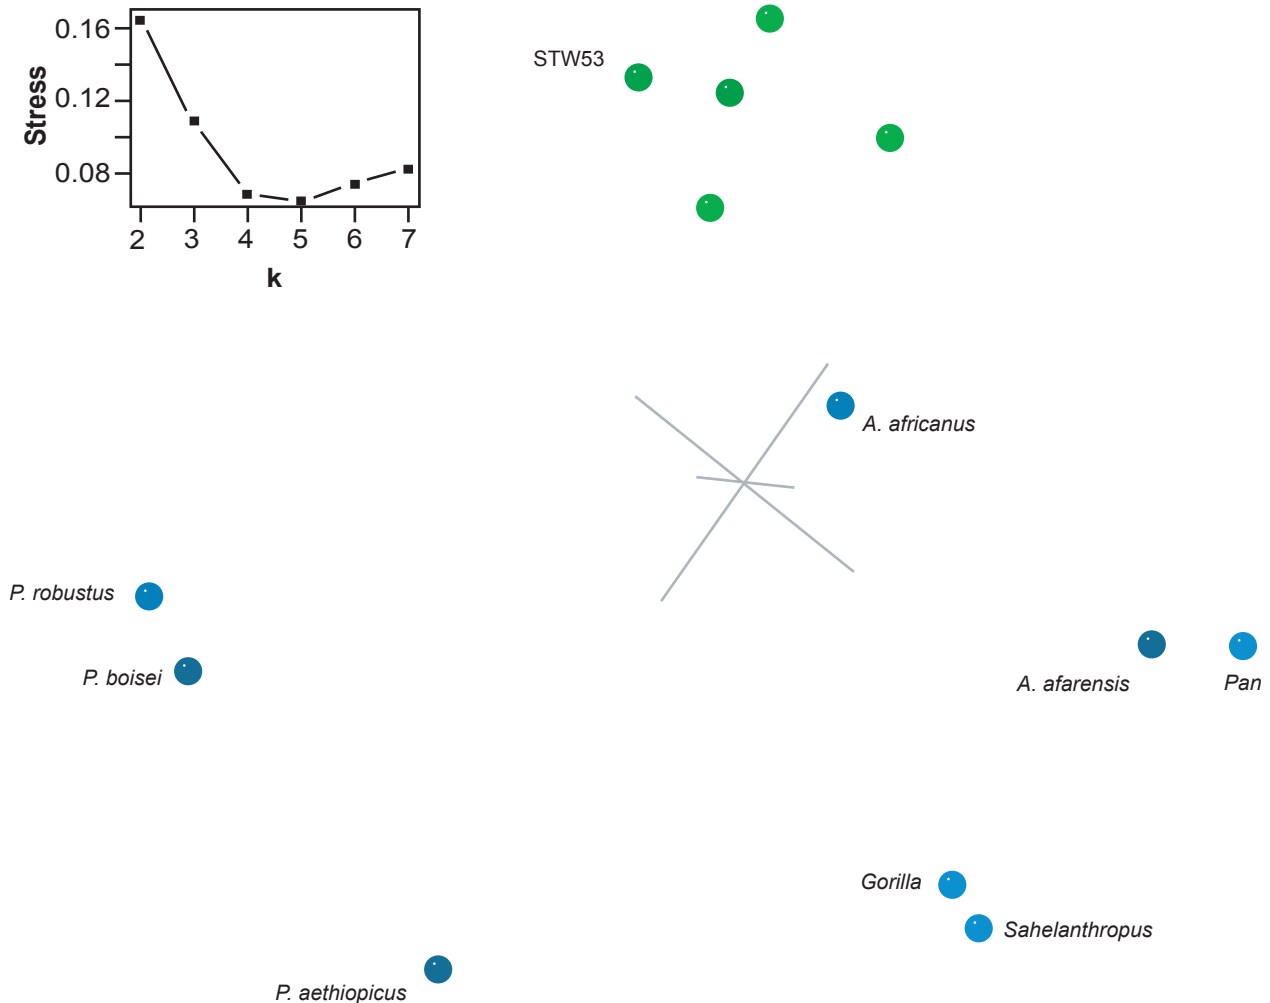 0.16
0.12
0.08
Stress
2 3 4 5 6 7
k
STW53
A. africanus
P. robustus
P. boisei
A. afarensis
Pan
Gorilla
Sahelanthropus
P. aethiopicus